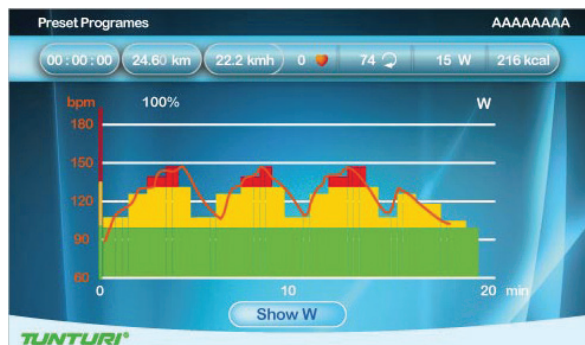 Preset Programes AAAAAAAA
00 : 00 : 00 24.60 km 22.2 kmh 0 74 15 W 216 kcal
bpm 100% W
180
150
120
90
60
0 10 20 min
Show W
TUNTURI®